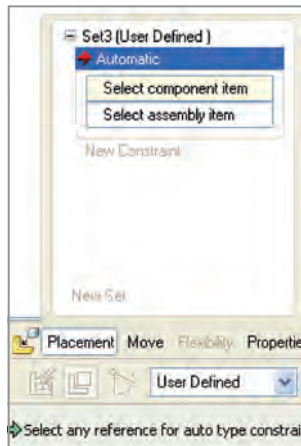 Set3 (User Defined )
Automatic
Select component item
Select assembly item
New Constraint
New Set
Placement Move Flexibility Propertie
User Defined
Select any reference for auto type constrai